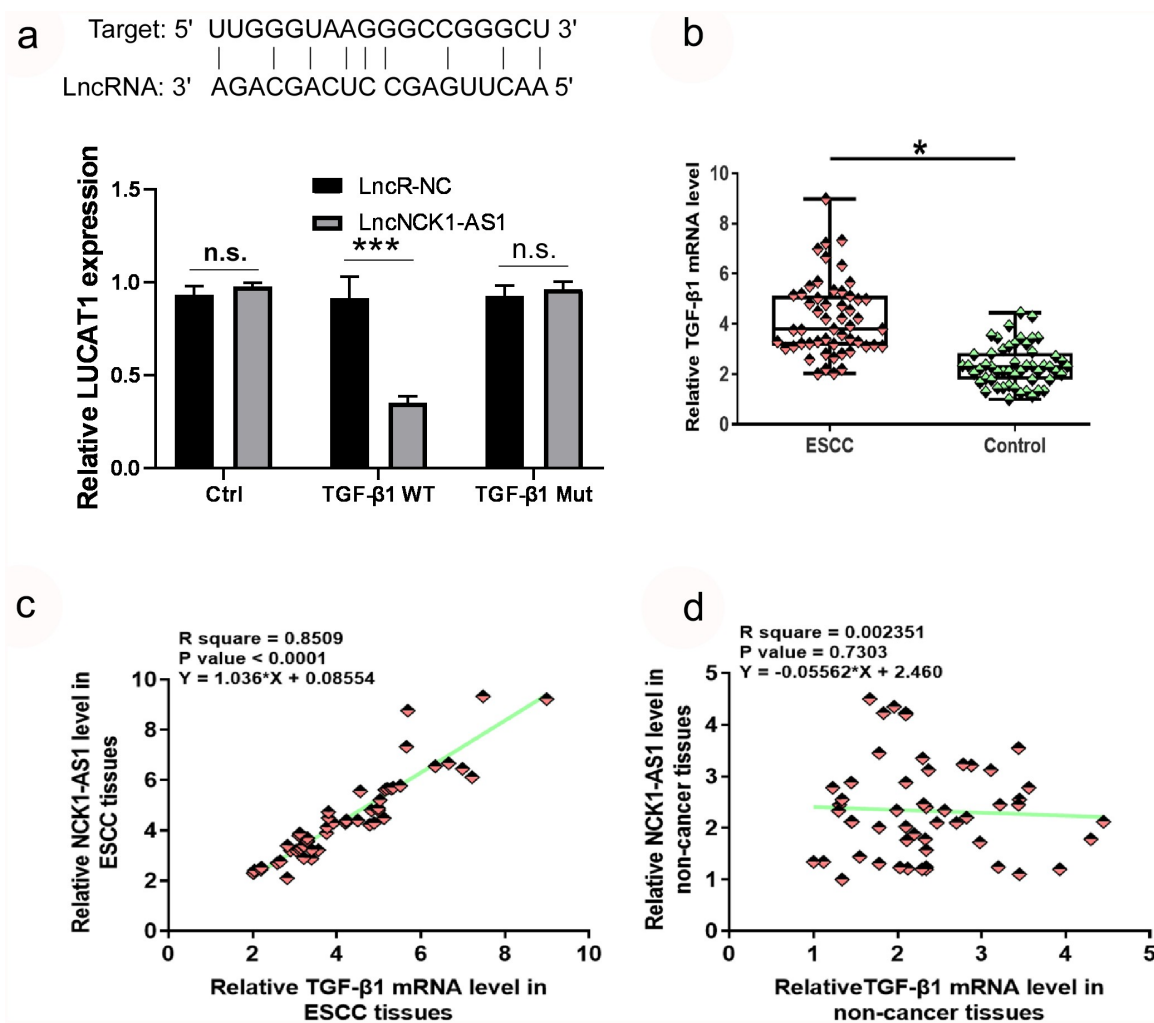 a
Target: 5' UUGGGUAAGGGCCGGGCU 3'
LncRNA: 3' AGACGACUC CGAGUUCAA 5'
Relative LUCAT1 expression
1.5
1.0
0.5
0.0
LncR-NC
LncNCK1-AS1
n.s.
***
n.s.
Ctrl
TGF-β1 WT
TGF-β1 Mut
b
Relative TGF-β1 mRNA level
10
8
6
4
2
0
*
ESCC
Control
c
R square = 0.8509
P value < 0.0001
Y = 1.036*X + 0.08554
Relative NCK1-AS1 level in
ESCC tissues
10
8
6
4
2
0
0 2 4 6 8 10
Relative TGF-β1 mRNA level in
ESCC tissues
d
R square = 0.002351
P value = 0.7303
Y = -0.05562*X + 2.460
Relative NCK1-AS1 level in
non-cancer tissues
5
4
3
2
1
0
0 1 2 3 4 5
RelativeTGF-β1 mRNA level in
non-cancer tissues